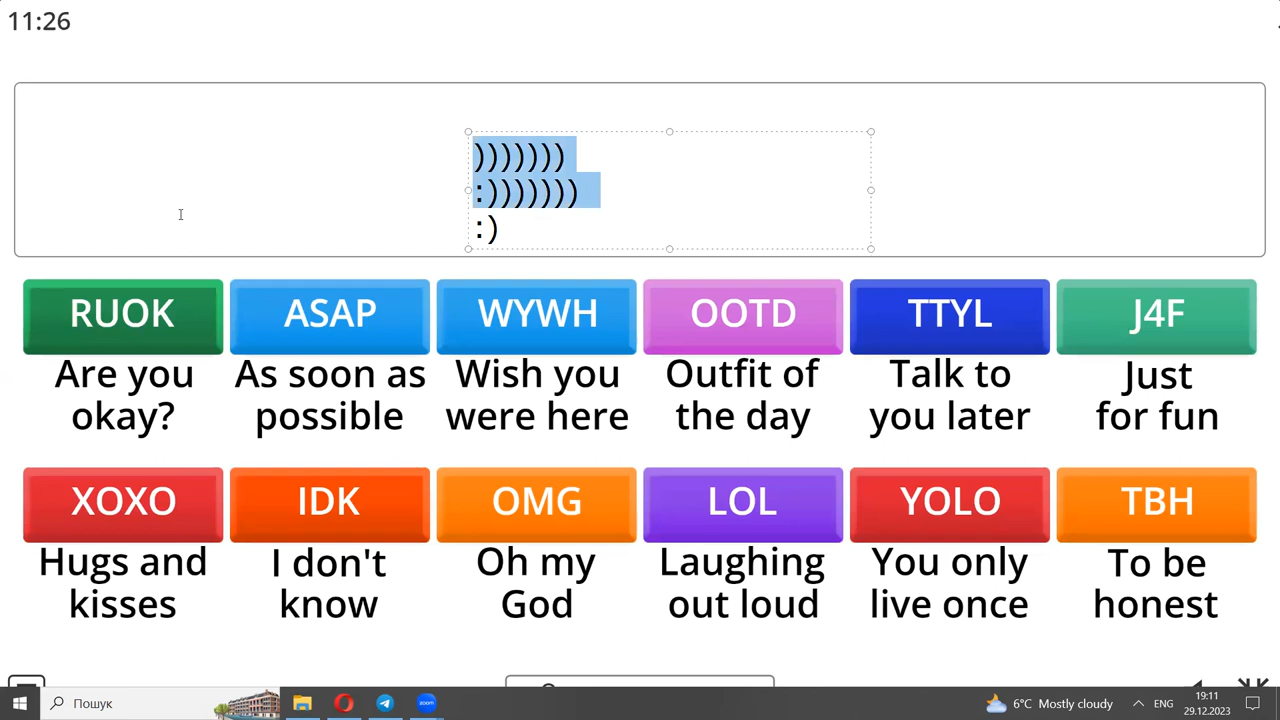 11:26
)))))))
:)))))))
:)
RUOK
ASAP
WYWH
OOTD
TTYL
J4F
Are you
okay?
As soon as
possible
Wish you
were here
Outfit of
the day
Talk to
you later
Just
for fun
XOXO
IDK
OMG
LOL
YOLO
TBH
Hugs and
kisses
I don't
know
Oh my
God
Laughing
out loud
You only
live once
To be
honest
Пошук
zoom
6°C Mostly cloudy
ENG
19:11
29.12.2023